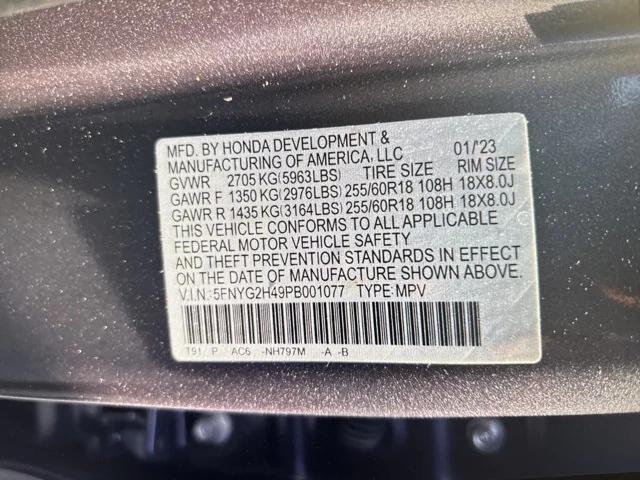 MFD. BY HONDA DEVELOPMENT &
MANUFACTURING OF AMERICA, LLC 01/'23
GVWR 2705 KG(5963LBS) TIRE SIZE RIM SIZE
GAWR F 1350 KG(2976LBS) 255/60R18 108H 18X8.0J
GAWR R 1435 KG(3164LBS) 255/60R18 108H 18X8.0J
THIS VEHICLE CONFORMS TO ALL APPLICABLE
FEDERAL MOTOR VEHICLE SAFETY
AND THEFT PREVENTION STANDARDS IN EFFECT
ON THE DATE OF MANUFACTURE SHOWN ABOVE.
V.I.N.: 5FNYG2H49PB001077 TYPE: MPV
T91 P AC6 -NH797M -A -B